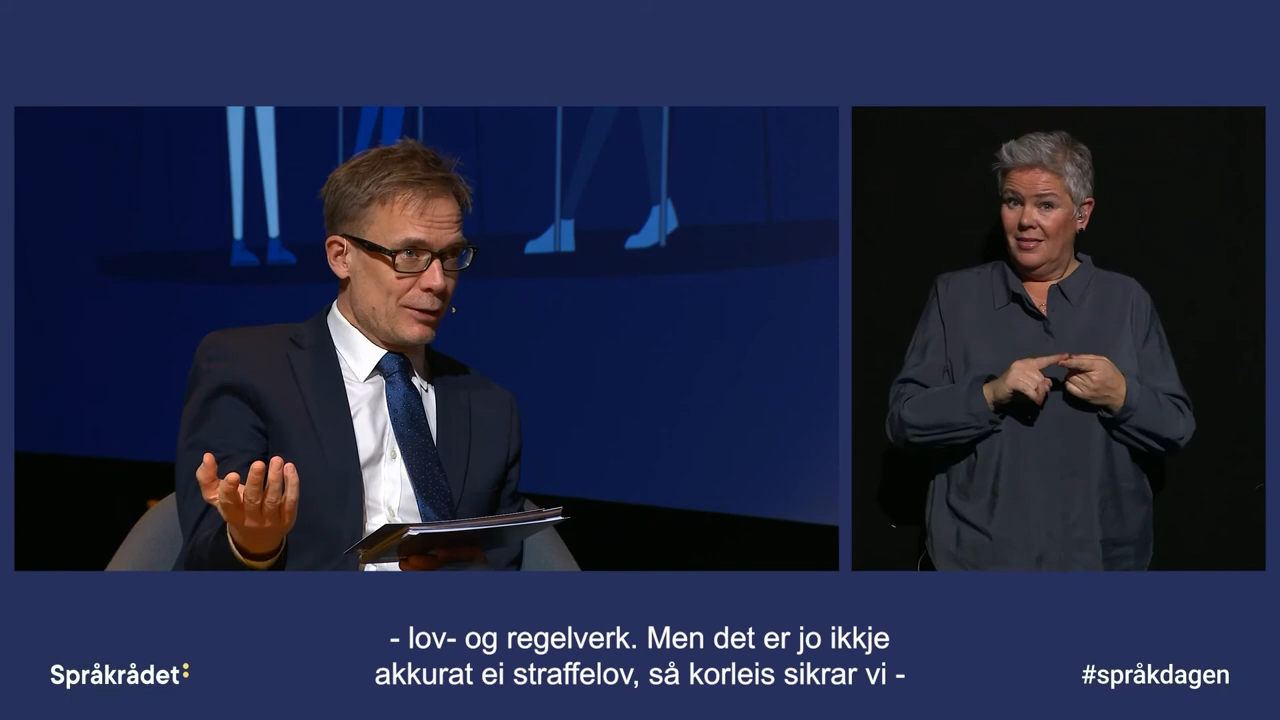 - lov- og regelverk. Men det er jo ikkje
akkurat ei straffelov, så korleis sikrar vi -
Språkrådet:
#språkdagen